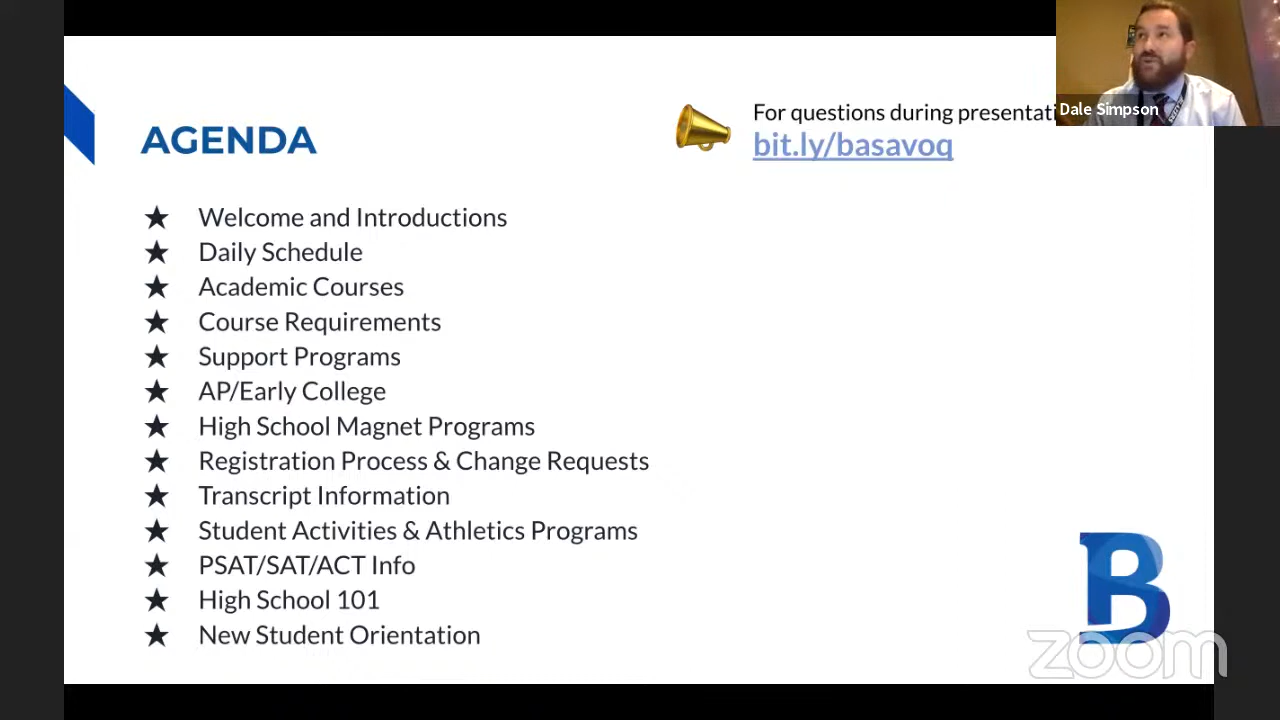 For questions during presentati
Dale Simpson
AGENDA
bit.ly/basavoq
★ Welcome and Introductions
★ Daily Schedule
★ Academic Courses
★ Course Requirements
★ Support Programs
★ AP/Early College
★ High School Magnet Programs
★ Registration Process & Change Requests
★ Transcript Information
★ Student Activities & Athletics Programs
★ PSAT/SAT/ACT Info
★ High School 101
★ New Student Orientation
B
zoom